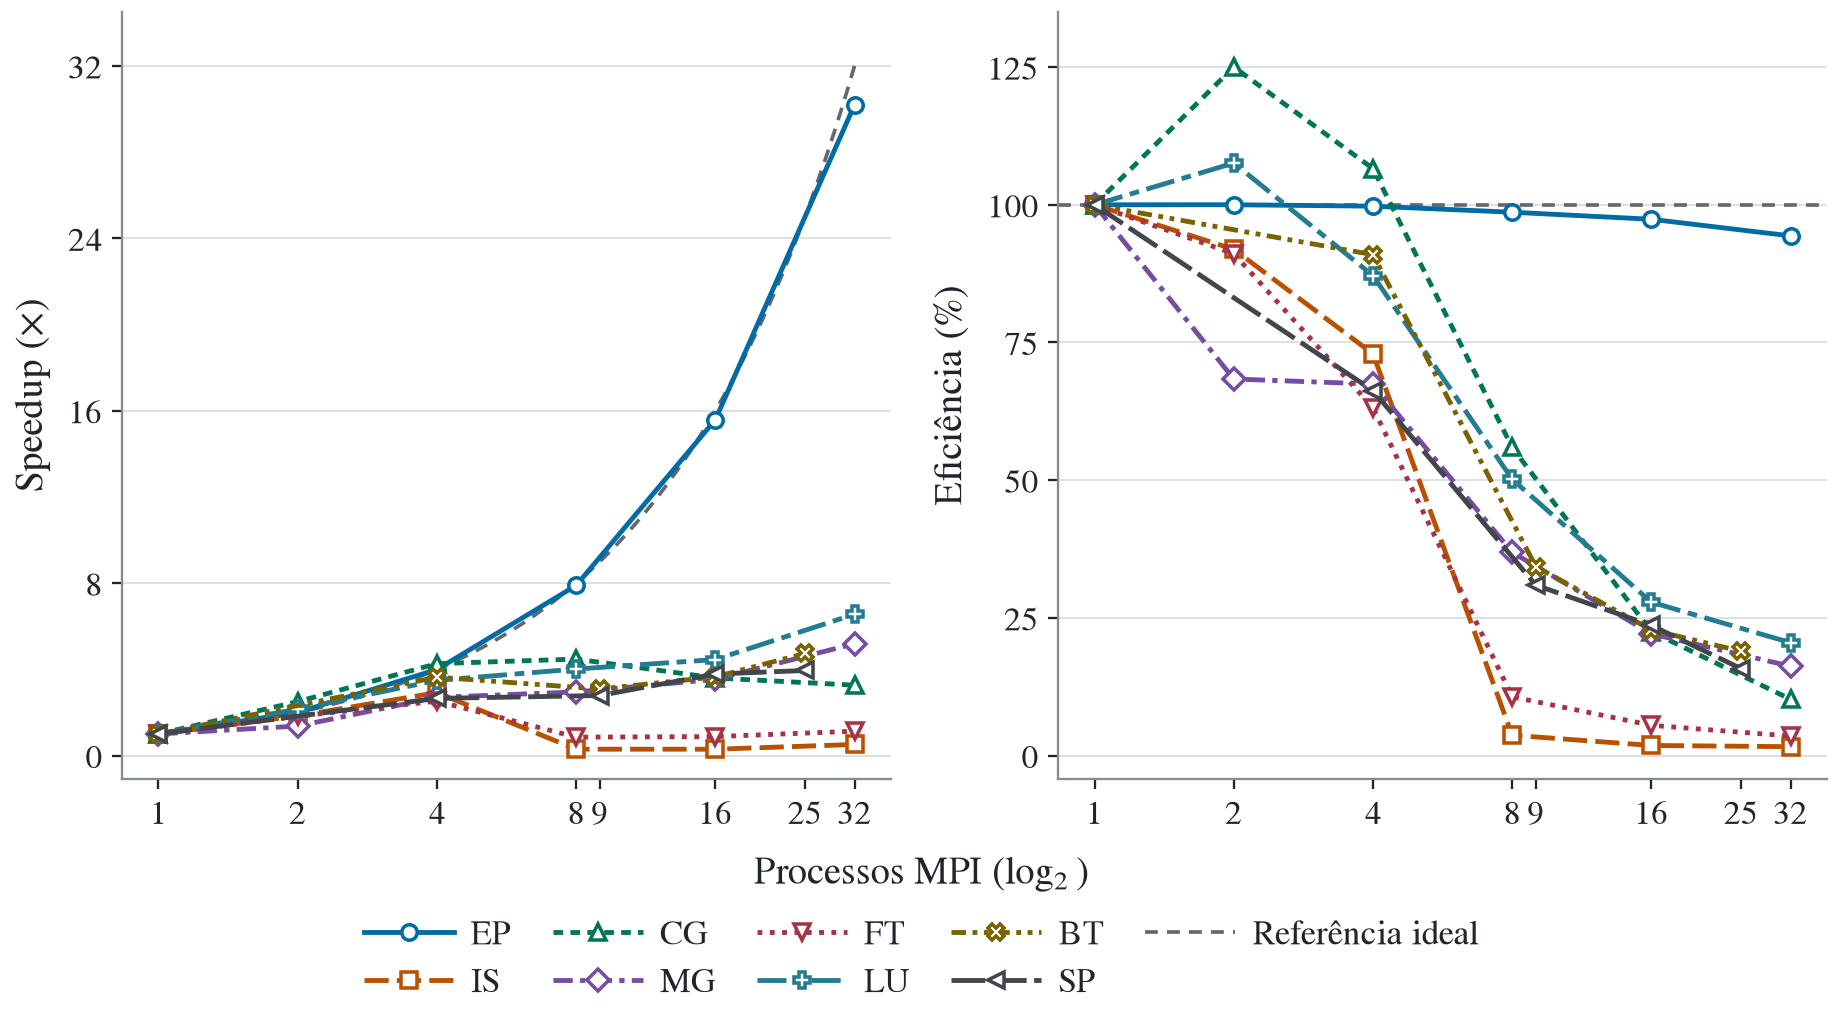 Speedup (×)
32
24
16
8
0
1 2 4 8 9 16 25 32
Eficiência (%)
125
100
75
50
25
0
1 2 4 8 9 16 25 32
Processos MPI (log₂ )
EP CG FT BT Referência ideal
IS MG LU SP